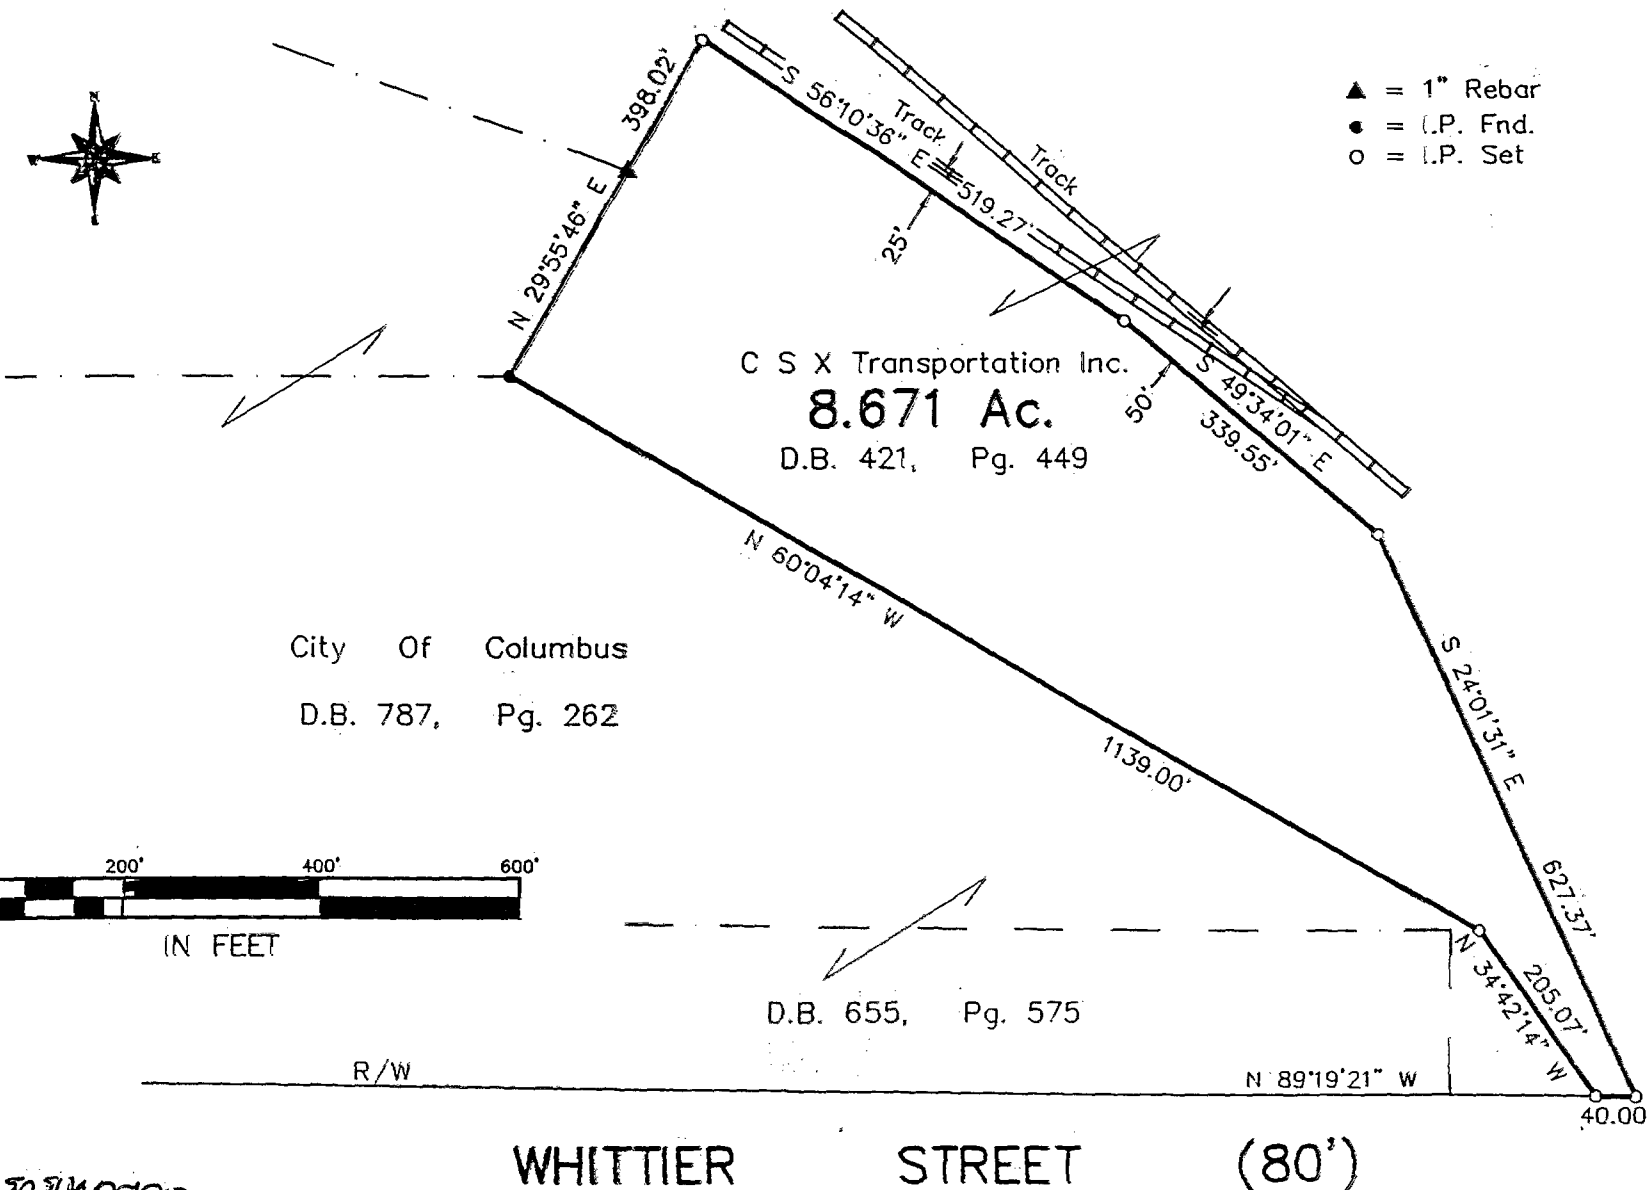 N
W
E
S
▲ = 1" Rebar
● = I.P. Fnd.
○ = I.P. Set
398.02'
N 29°55'46" E
S 56°10'36" E 519.27'
Track
Track
25'
50'
S 49°34'01" E
339.55'
C S X Transportation Inc.
8.671 Ac.
D.B. 421, Pg. 449
N 60°04'14" W
1139.00'
S 24°01'31" E
627.37'
City Of Columbus
D.B. 787, Pg. 262
200' 400' 600'
IN FEET
N 34°42'14" W
205.07'
D.B. 655, Pg. 575
R/W
N 89°19'21" W
40.00
WHITTIER STREET (80')